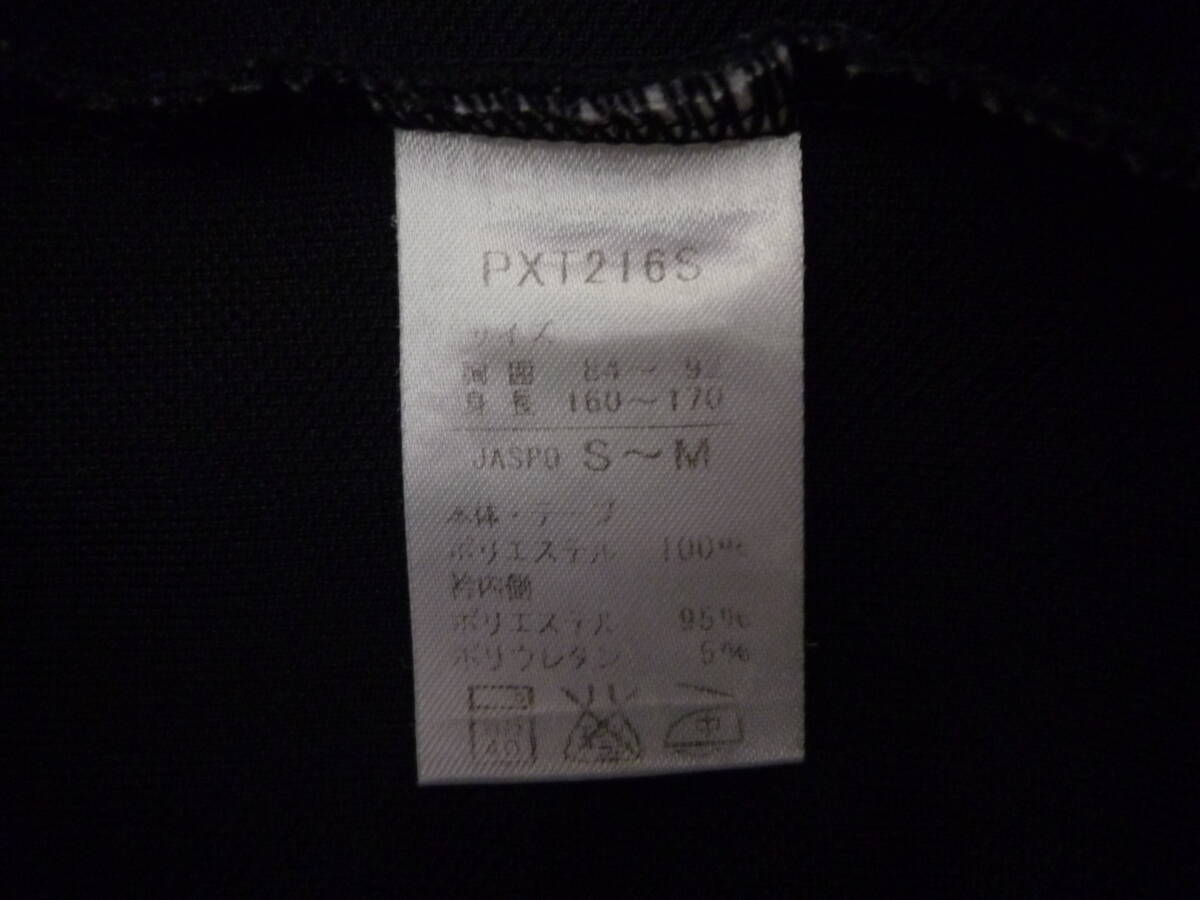 PXT216S
サイズ
胸囲 84～ 92
身長 160～170
JASPO S～M
本体・テープ
ポリエステル 100%
衿内側
ポリエステル 95%
ポリウレタン 5%
40 中